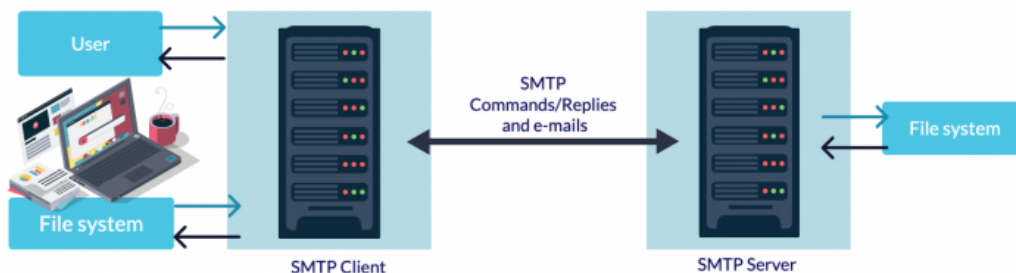 User
SMTP
Commands/Replies
and e-mails
File system
File system
SMTP Client
SMTP Server